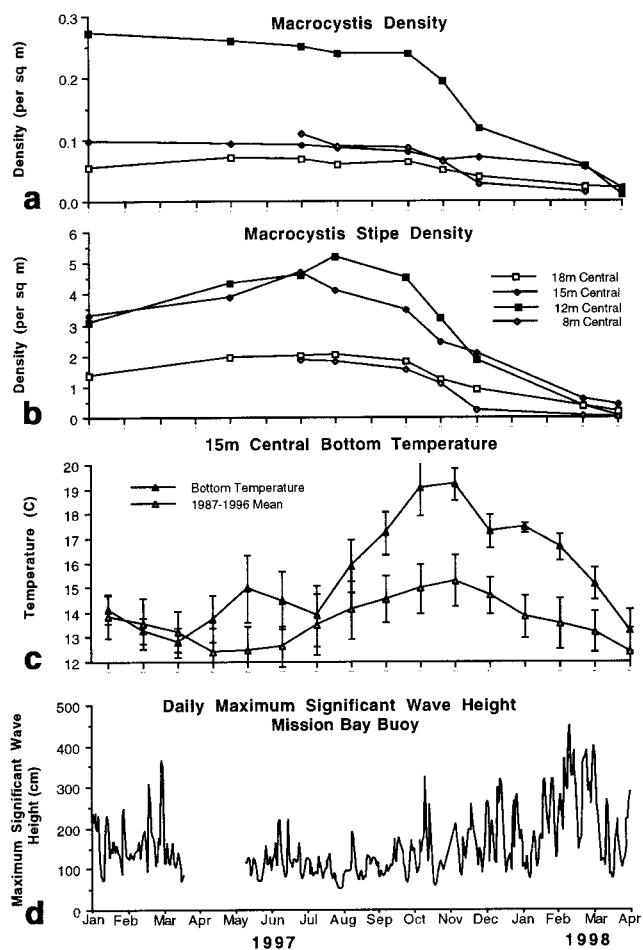 Macrocystis Density
Density (per sq m)
0.3
0.2
0.1
0.0
a
Macrocystis Stipe Density
Density (per sq m)
6
5
4
3
2
1
0
18m Central
15m Central
12m Central
8m Central
b
15m Central Bottom Temperature
Temperature (C)
20
19
18
17
16
15
14
13
12
Bottom Temperature
1987-1996 Mean
c
Daily Maximum Significant Wave Height
Mission Bay Buoy
Maximum Significant Wave
Height (cm)
500
400
300
200
100
0
d
Jan Feb Mar Apr May Jun Jul Aug Sep Oct Nov Dec Jan Feb Mar Apr
1997 1998